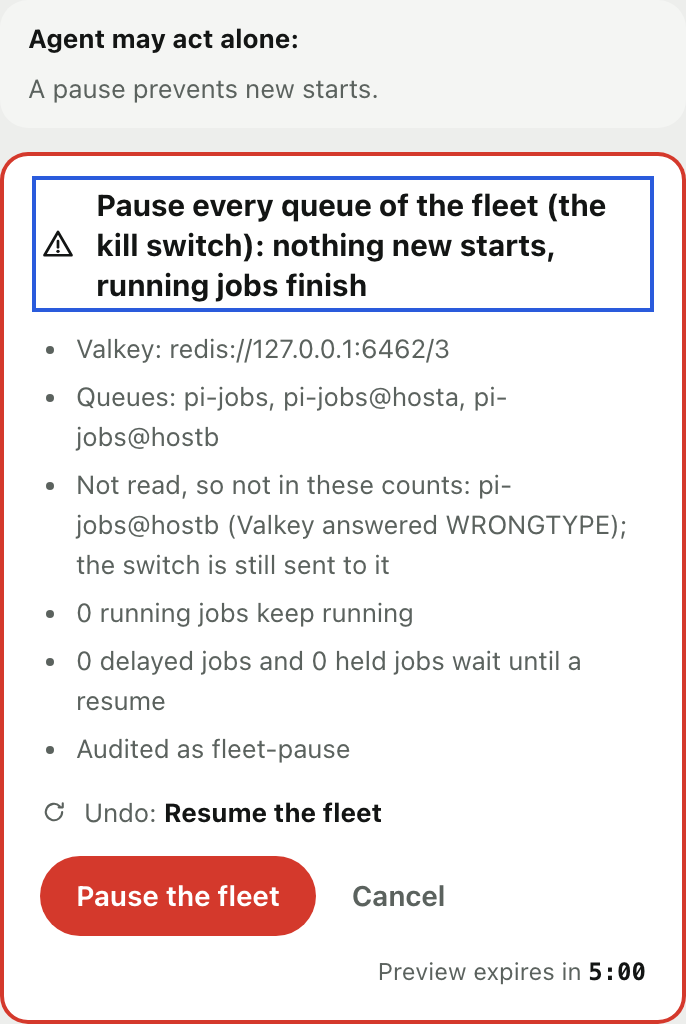 Agent may act alone:
A pause prevents new starts.
Pause every queue of the fleet (the
kill switch): nothing new starts,
running jobs finish
• Valkey: redis://127.0.0.1:6462/3
• Queues: pi-jobs, pi-jobs@hosta, pi-
jobs@hostb
• Not read, so not in these counts: pi-
jobs@hostb (Valkey answered WRONGTYPE);
the switch is still sent to it
• 0 running jobs keep running
• 0 delayed jobs and 0 held jobs wait until a
resume
• Audited as fleet-pause
Undo: Resume the fleet
Pause the fleet Cancel
Preview expires in 5:00